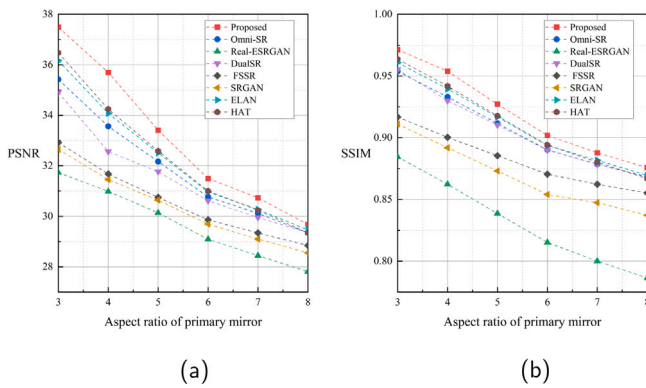 38
36
34
32
30
28
PSNR
3 4 5 6 7 8
Aspect ratio of primary mirror
Proposed
Omni-SR
Real-ESRGAN
DualSR
FSSR
SRGAN
ELAN
HAT
(a)
1.00
0.95
0.90
0.85
0.80
SSIM
3 4 5 6 7 8
Aspect ratio of primary mirror
Proposed
Omni-SR
Real-ESRGAN
DualSR
FSSR
SRGAN
ELAN
HAT
(b)